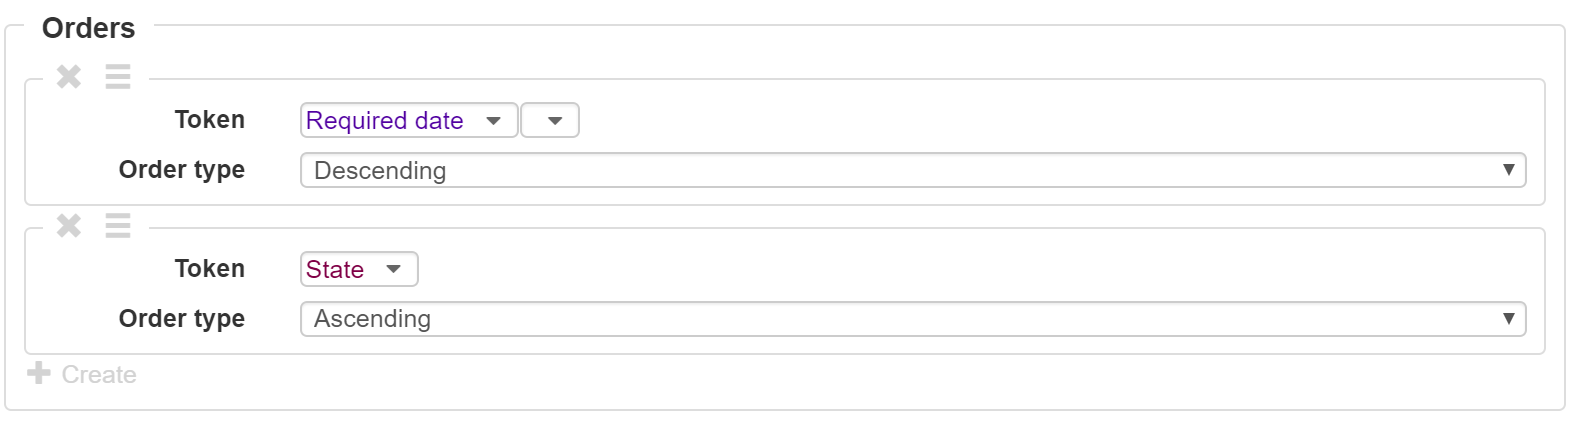 Orders
Token Required date
Order type Descending
Token State
Order type Ascending
Create